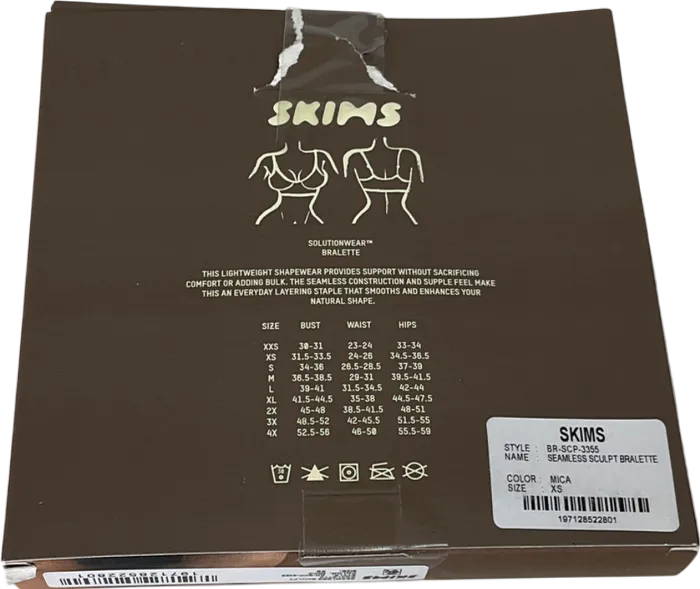 SKIMS
SOLUTIONWEAR™
BRALETTE
THIS LIGHTWEIGHT SHAPEWEAR PROVIDES SUPPORT WITHOUT SACRIFICING
COMFORT OR ADDING BULK. THE SEAMLESS CONSTRUCTION AND SUPPLE FEEL MAKE
THIS AN EVERYDAY LAYERING STAPLE THAT SMOOTHS AND ENHANCES YOUR
NATURAL SHAPE.
SIZE BUST WAIST HIPS
XXS 30-31 23-24 33-34
XS 31.5-33.5 24-26 34.5-36.5
S 34-36 26.5-28.5 37-39
M 36.5-38.5 29-31 39.5-41.5
L 39-41 31.5-34.5 42-44
XL 41.5-44.5 35-38 44.5-47.5
2X 45-48 38.5-41.5 48-51
3X 48.5-52 42-45.5 51.5-55
4X 52.5-56 46-50 55.5-59
30
SKIMS
STYLE : BR-SCP-3355
NAME : SEAMLESS SCULPT BRALETTE
COLOR : MICA
SIZE : XS
197128522801
197128522801
SKIMS